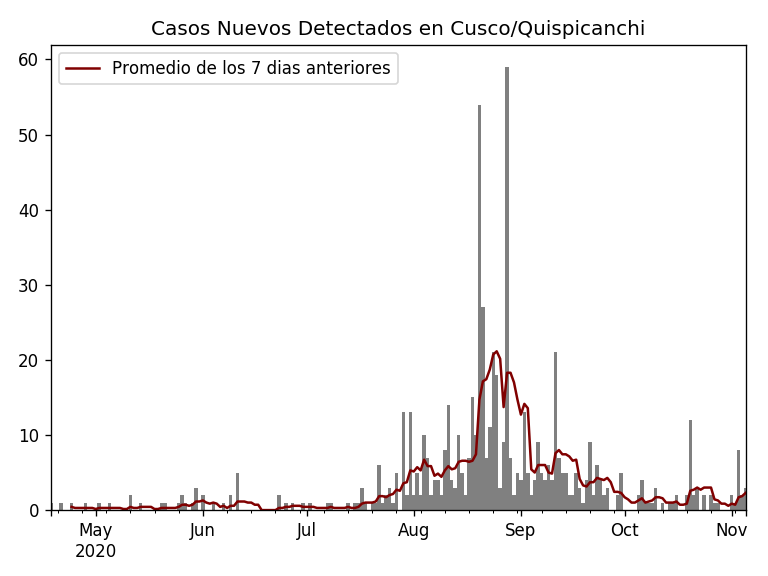 Casos Nuevos Detectados en Cusco/Quispicanchi
Promedio de los 7 dias anteriores
60
50
40
30
20
10
0
May Jun Jul Aug Sep Oct Nov
2020